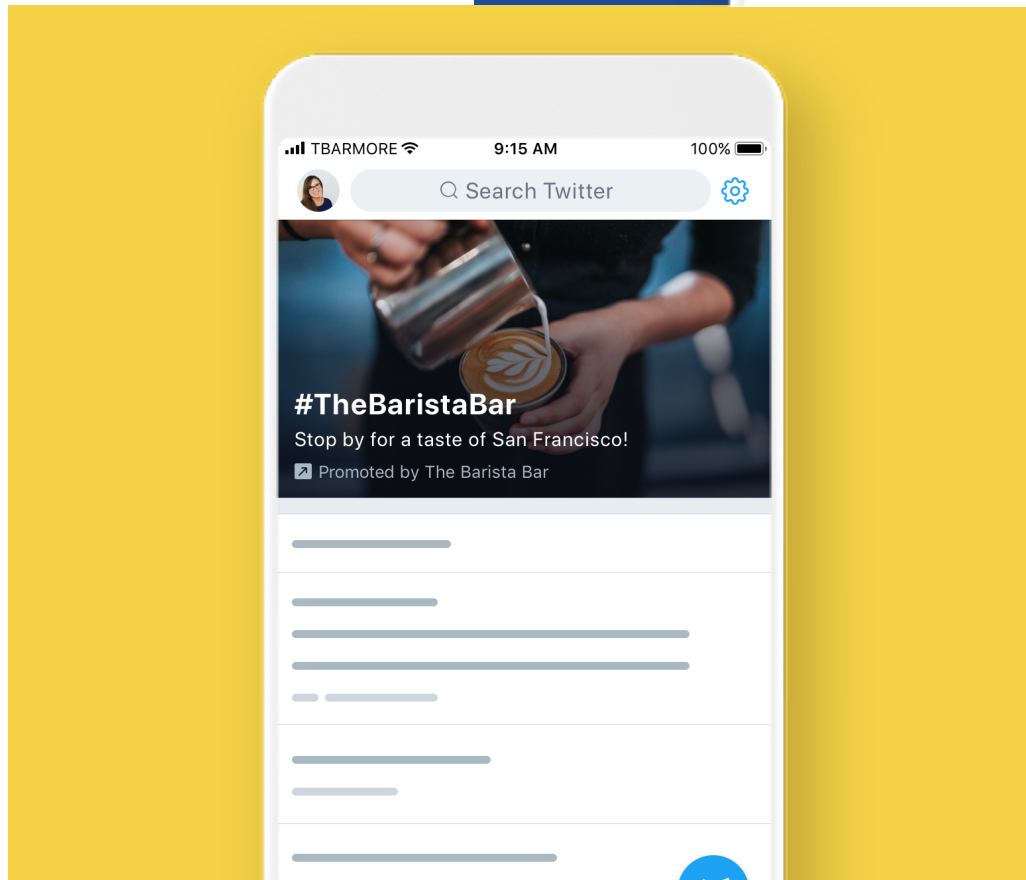 TBARMORE 9:15 AM 100%
Search Twitter
#TheBaristaBar
Stop by for a taste of San Francisco!
Promoted by The Barista Bar